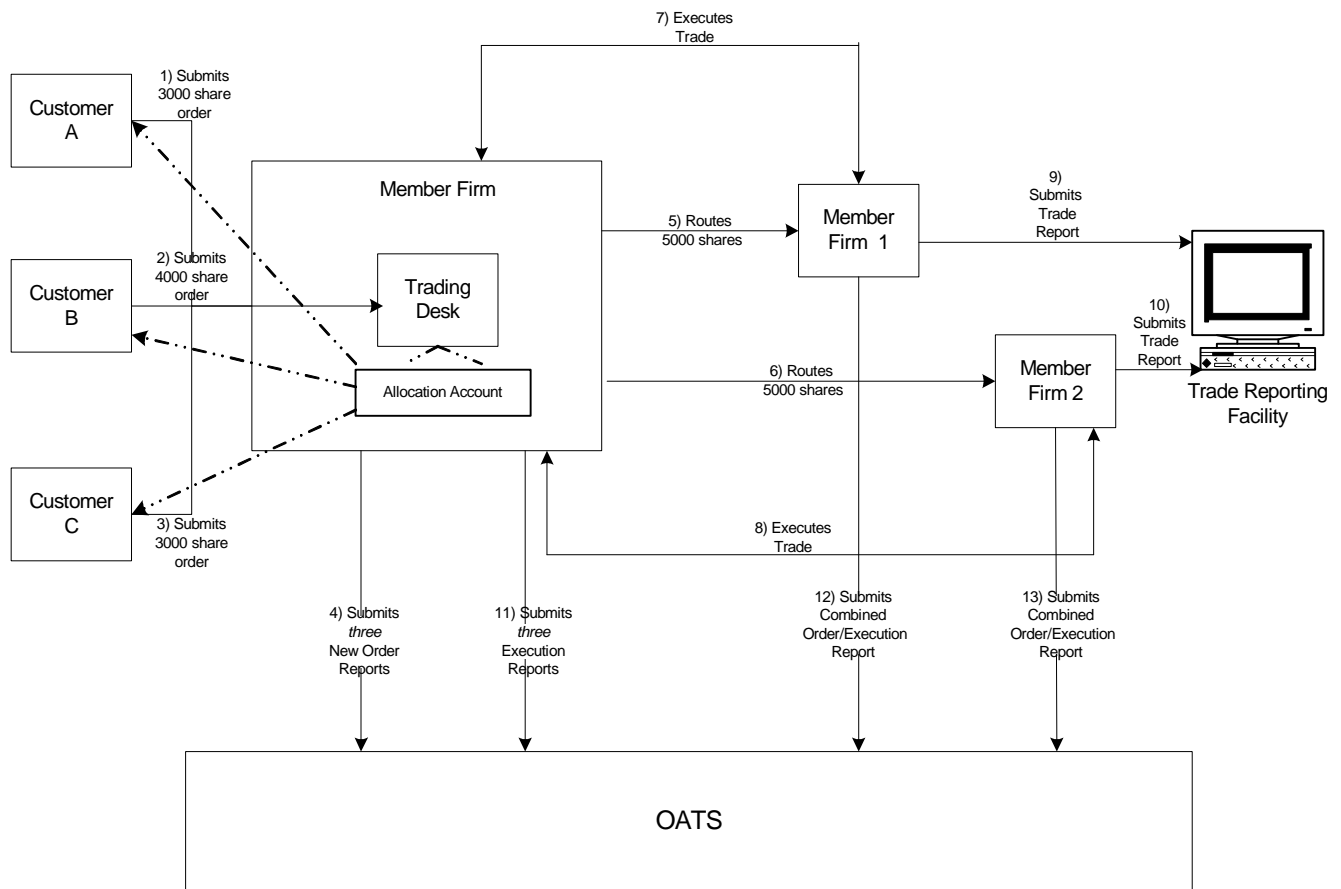 7) Executes
Trade
1) Submits
3000 share
order
Customer
A
Member Firm
5) Routes
5000 shares
Member
Firm 1
9)
Submits
Trade
Report
2) Submits
4000 share
order
Customer
B
Trading
Desk
10)
Submits
Trade
Report
Allocation Account
6) Routes
5000 shares
Member
Firm 2
Trade Reporting
Facility
Customer
C
3) Submits
3000 share
order
8) Executes
Trade
4) Submits
three
New Order
Reports
11) Submits
three
Execution
Reports
12) Submits
Combined
Order/Execution
Report
13) Submits
Combined
Order/Execution
Report
OATS